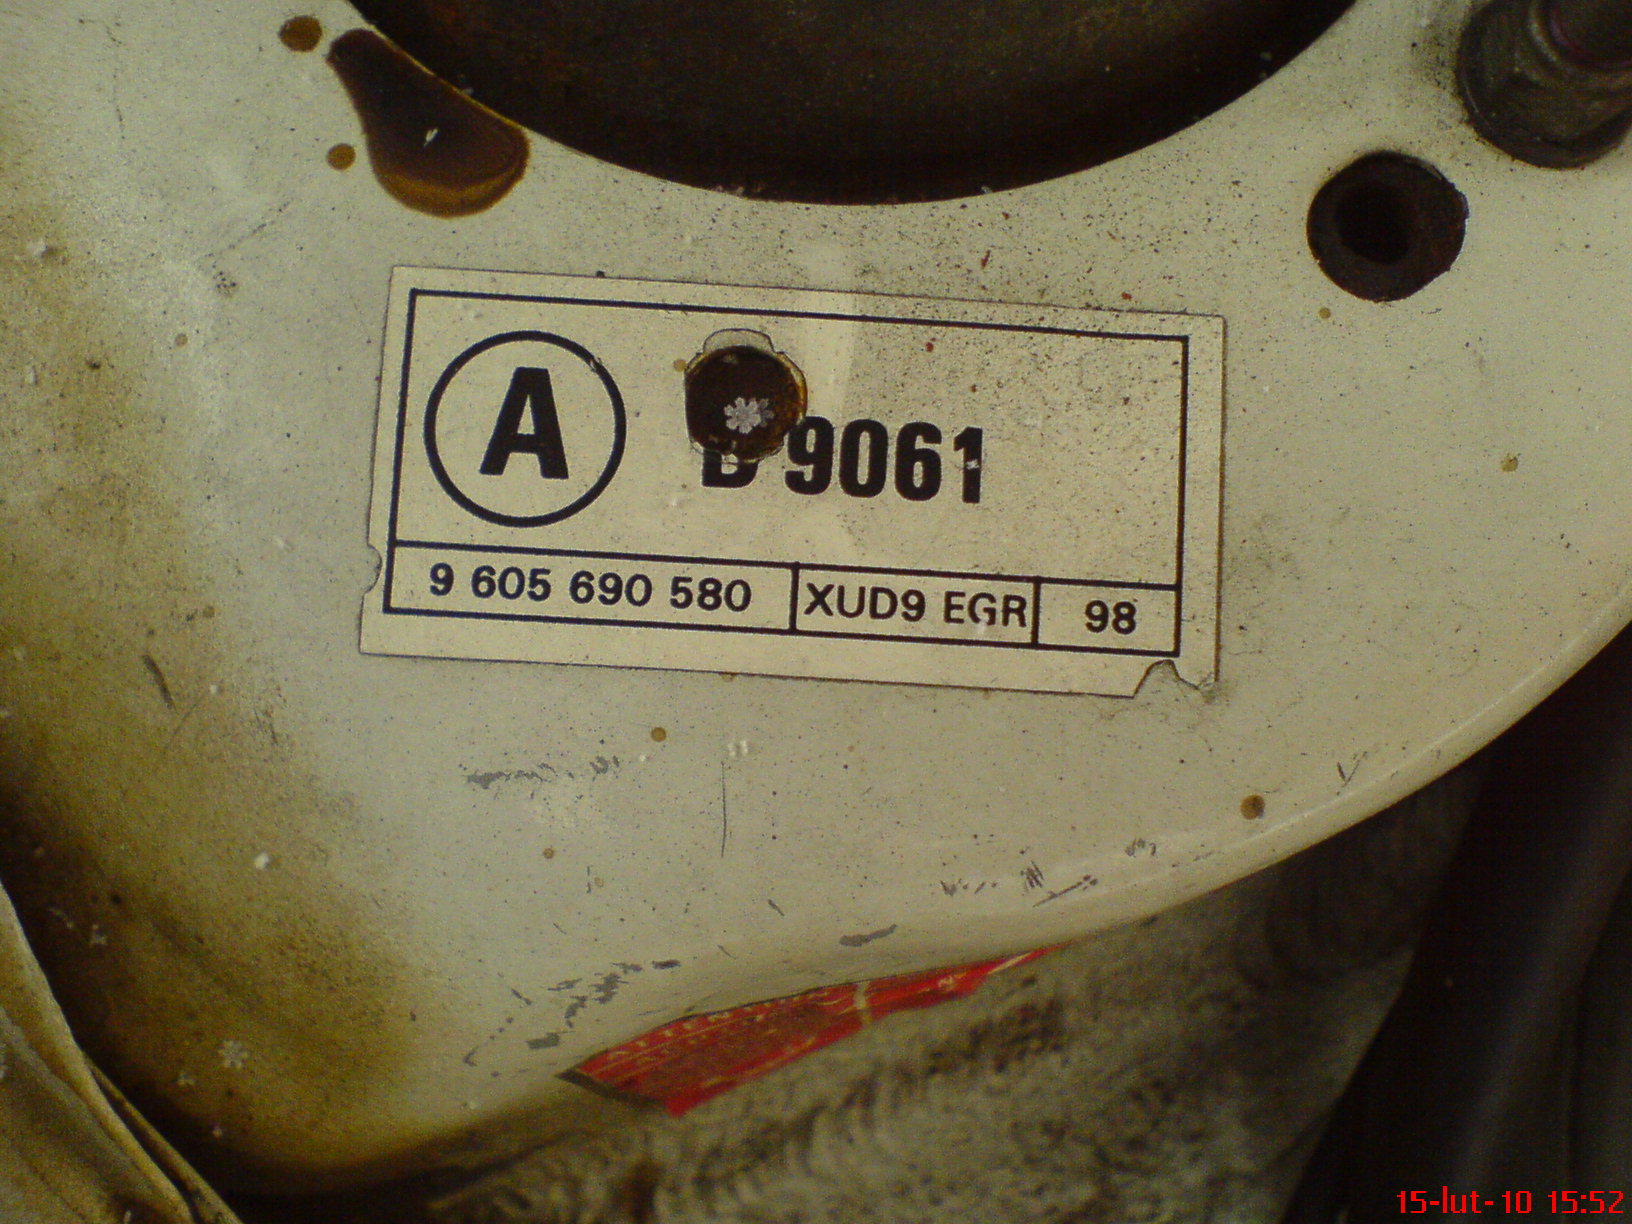 A
D 9061
9 605 690 580 XUD9 EGR 98
15-lut-10 15:52